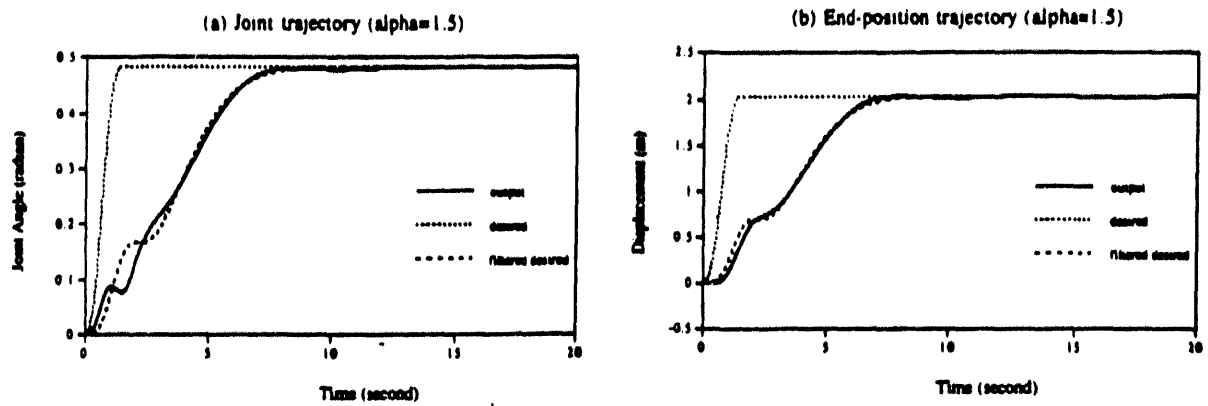 (a) Joint trajectory (alpha=1.5)
0.5
0.4
0.3
0.2
0.1
0
Joint Angle (radian)
output
desired
filtered desired
0
5
10
15
20
Time (second)
(b) End-position trajectory (alpha=1.5)
2.5
2
1.5
1
0.5
0
-0.5
Displacement
output
desired
filtered desired
0
5
10
15
20
Time (second)